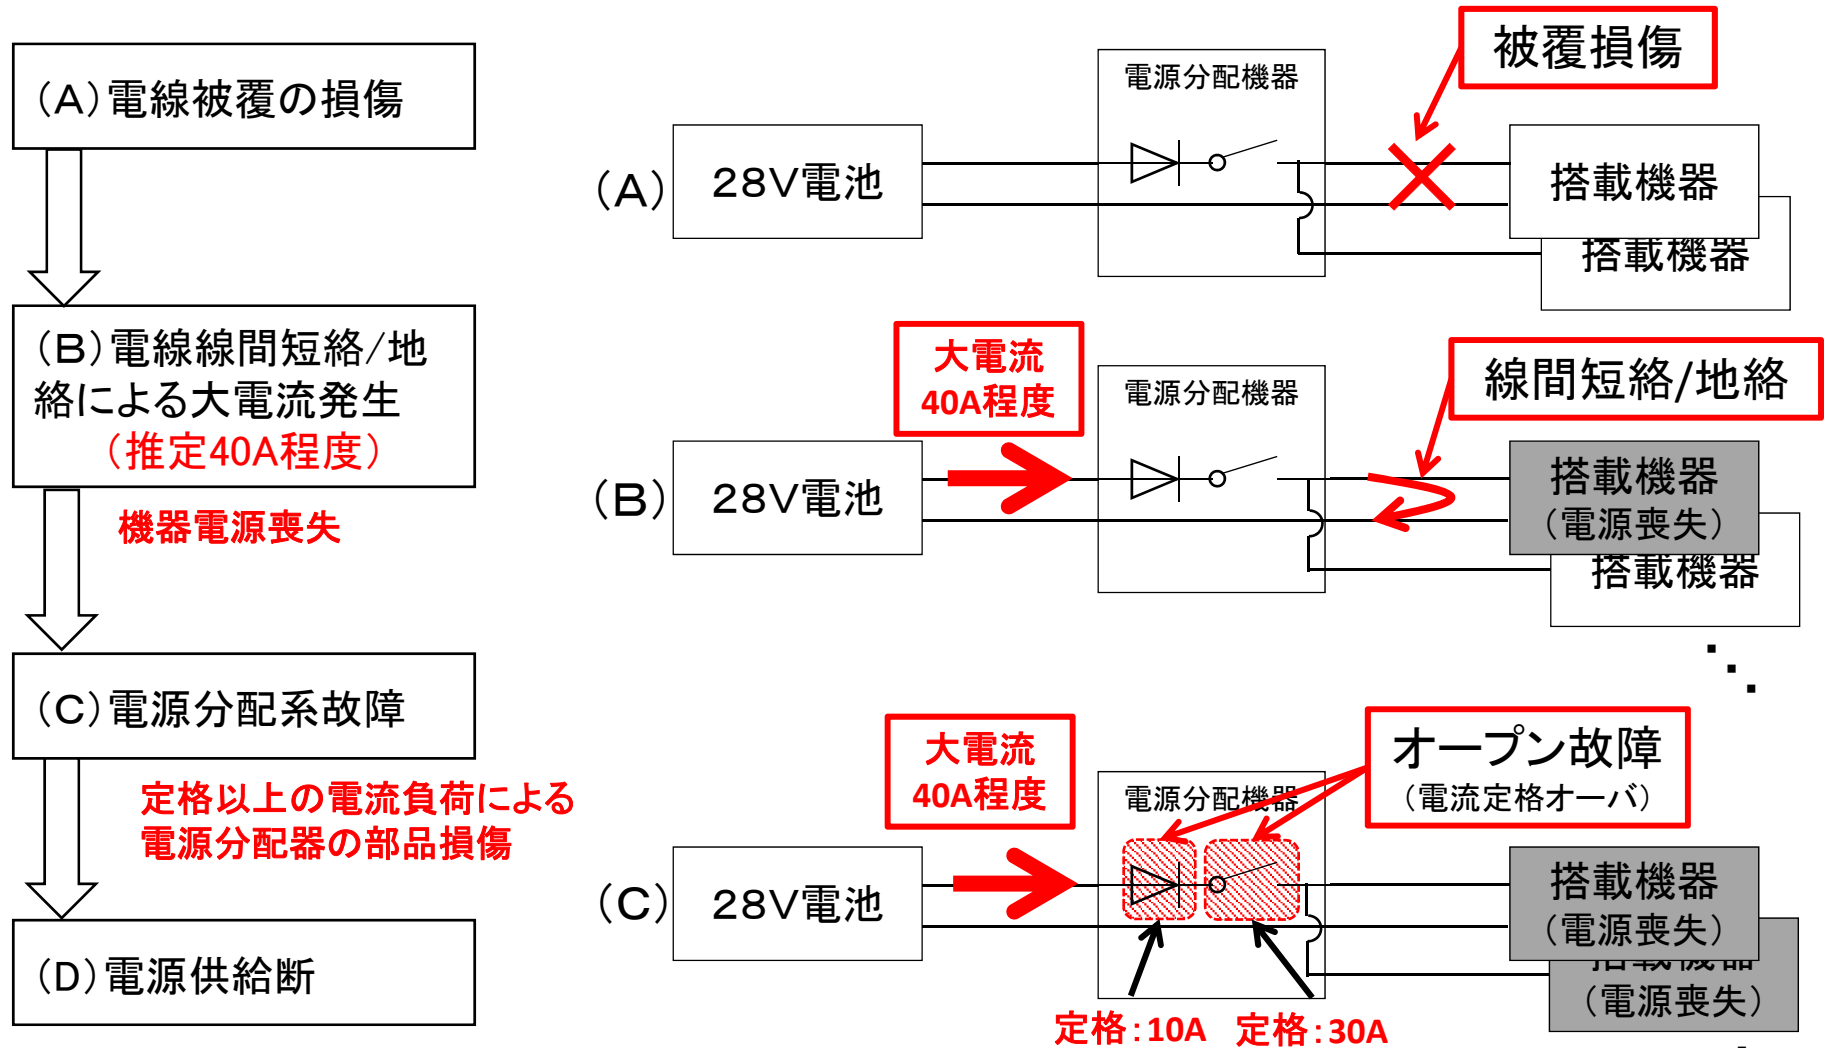 (A)電線被覆の損傷
(B)電線線間短絡/地
絡による大電流発生
(推定40A程度)
機器電源喪失
(C)電源分配系故障
定格以上の電流負荷による
電源分配器の部品損傷
(D)電源供給断
被覆損傷
電源分配機器
(A)
28V電池
搭載機器
搭載機器
大電流
40A程度
電源分配機器
線間短絡/地絡
(B)
28V電池
搭載機器
(電源喪失)
搭載機器
大電流
40A程度
電源分配機器
オープン故障
(電流定格オーバ)
(C)
28V電池
搭載機器
(電源喪失)
搭載機器
(電源喪失)
定格:10A
定格:30A